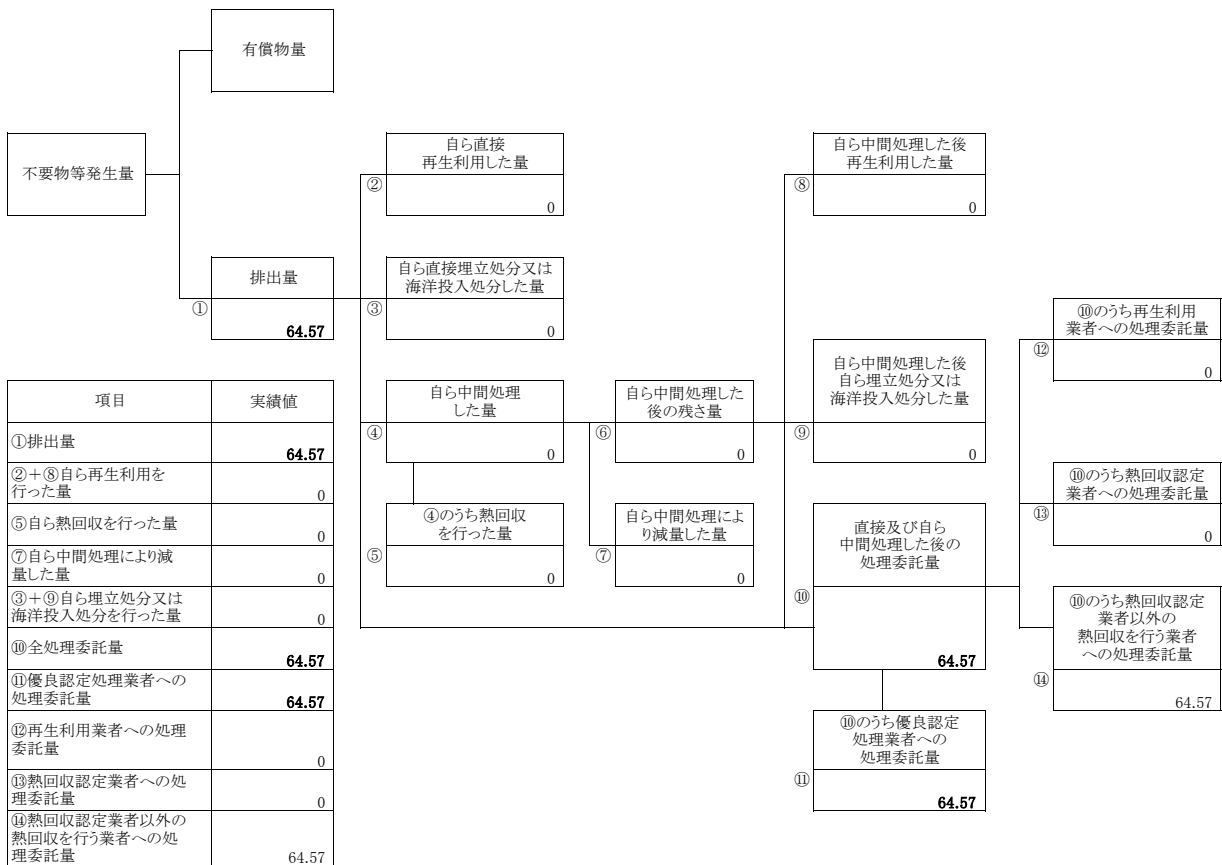 有償物量
不要物等発生量
自ら直接
再生利用した量
②
0
自ら中間処理した後
再生利用した量
⑧
0
排出量
①
64.57
自ら直接埋立処分又は
海洋投入処分した量
③
0
⑩のうち再生利用
業者への処理委託量
⑫
0
自ら中間処理
した量
④
0
自ら中間処理した
後の残さ量
⑥
0
自ら中間処理した後
自ら埋立処分又は
海洋投入処分した量
⑨
0
⑩のうち熱回収認定
業者への処理委託量
⑬
0
④のうち熱回収
を行った量
⑤
0
自ら中間処理によ
り減量した量
⑦
0
直接及び自ら
中間処理した後の
処理委託量
⑩
64.57
⑩のうち熱回収認定
業者以外の
熱回収を行う業者
への処理委託量
⑭
64.57
⑩のうち優良認定
処理業者への
処理委託量
⑪
64.57
項目 実績値
①排出量 64.57
②+⑧自ら再生利用を
行った量 0
⑤自ら熱回収を行った量 0
⑦自ら中間処理により減
量した量 0
③+⑨自ら埋立処分又は
海洋投入処分を行った量 0
⑩全処理委託量 64.57
⑪優良認定処理業者への
処理委託量 64.57
⑫再生利用業者への処理
委託量 0
⑬熱回収認定業者への処
理委託量 0
⑭熱回収認定業者以外の
熱回収を行う業者への処
理委託量 64.57